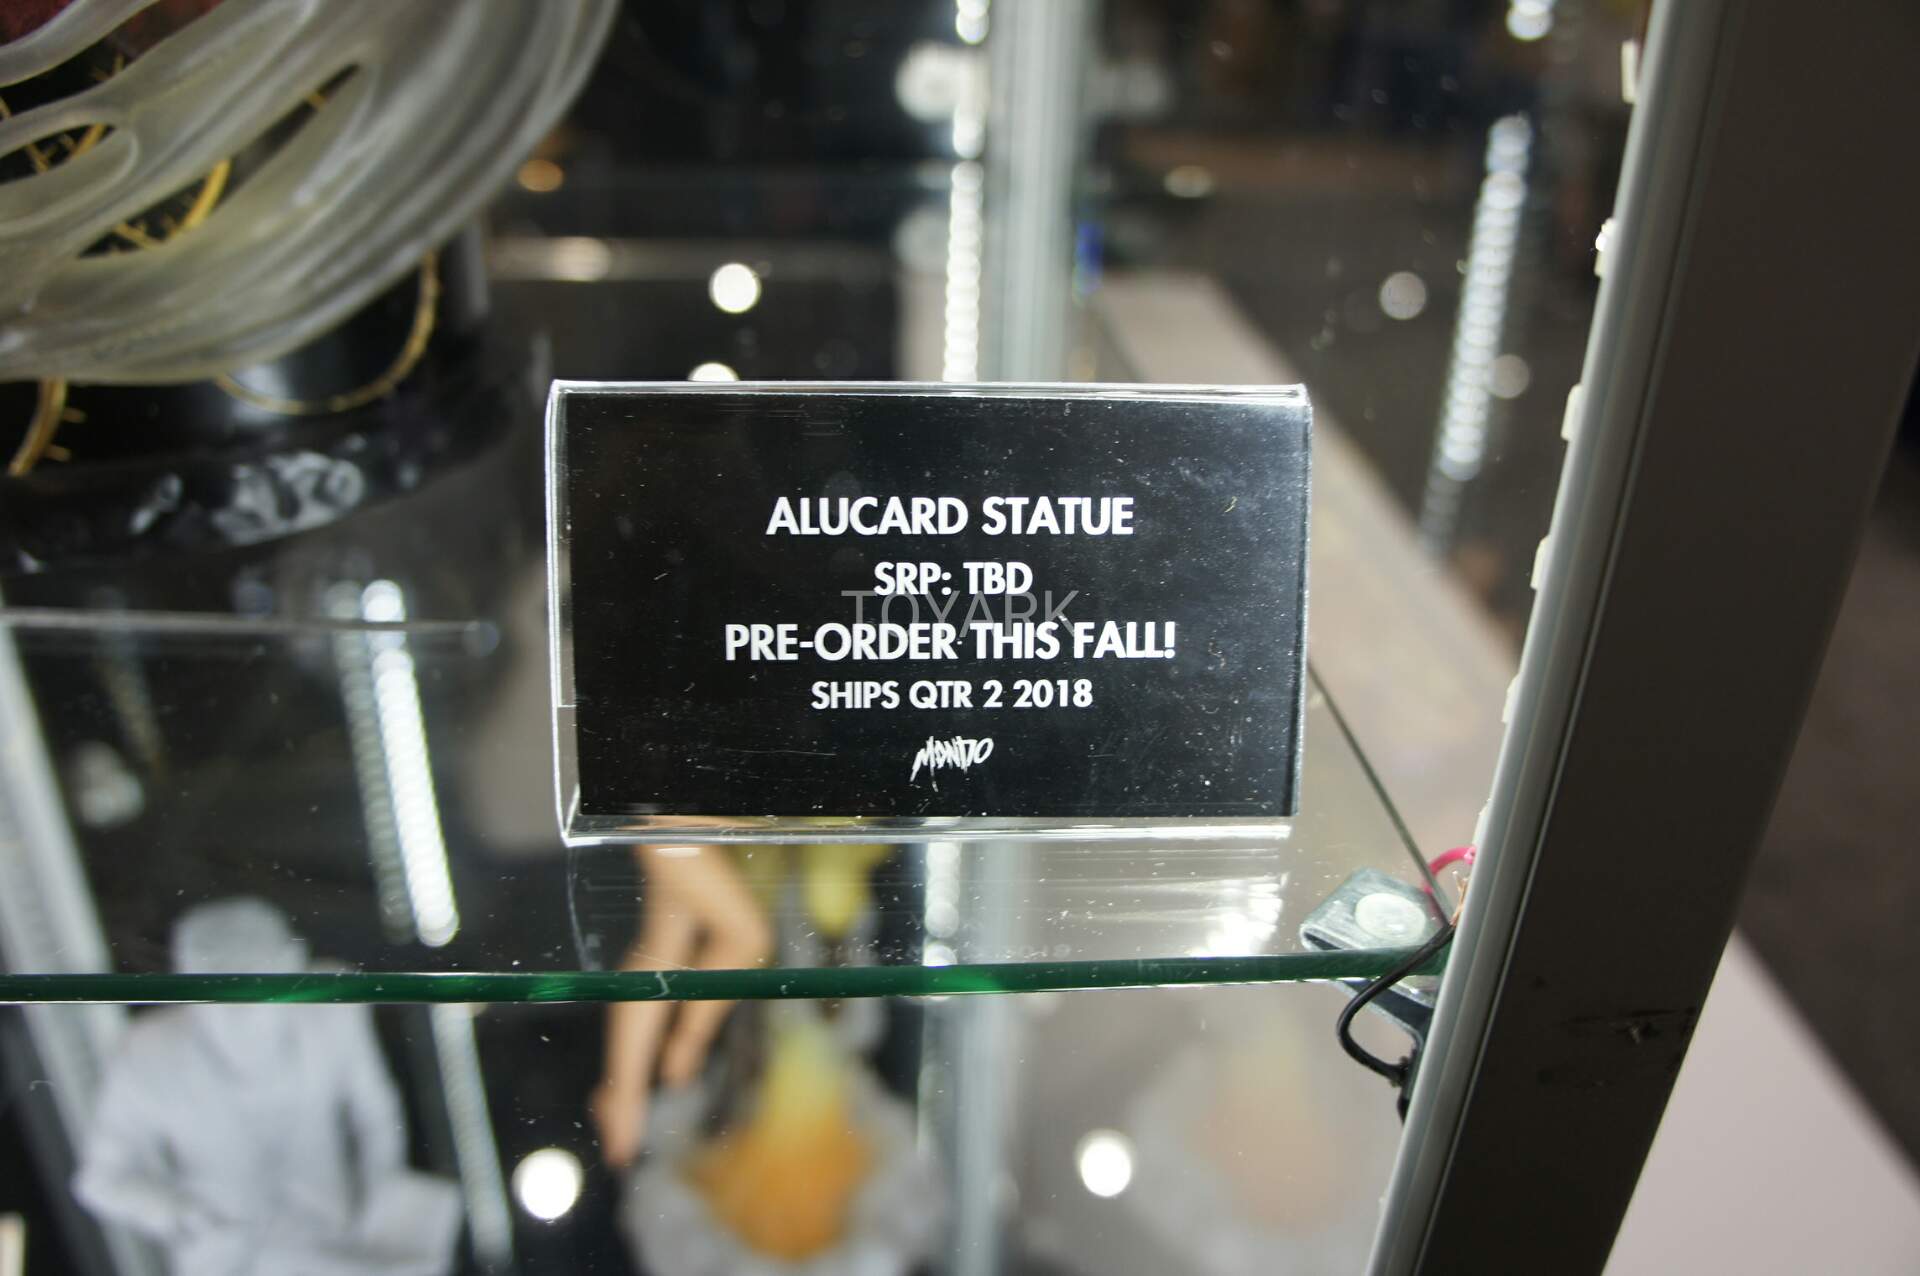 ALUCARD STATUE
SRP: TBD
TOYARK
PRE-ORDER THIS FALL!
SHIPS QTR 2 2018
MONDO